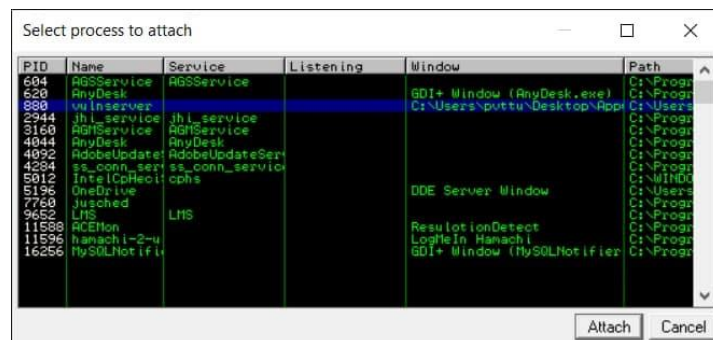 Select process to attach
PID Name Service Listening Window Path
604 AGSService AGSService C:\Progr
620 AnyDesk GDI+ Window (AnyDesk.exe) C:\Progr
880 vulnserver C:\Users\puttu\Desktop\App C:\Users
2944 jhi_service jhi_service C:\Progr
3160 AGMService AGMService C:\Progr
4044 AnyDesk AnyDesk C:\Progr
4092 AdobeUpdate AdobeUpdateSer C:\Progr
4284 ss_conn_ser ss_conn_servic C:\Progr
5012 IntelCpHeci cphs C:\WINDO
5196 OneDrive DDE Server Window C:\Users
7760 jusched C:\Progr
9652 LMS LMS C:\Progr
11588 ACEMon ResulotionDetect C:\Progr
11596 hamachi-2-u LogMeIn Hamachi C:\Progr
16256 MySQLNotifi GDI+ Window (MySQLNotifier C:\Progr
Attach Cancel